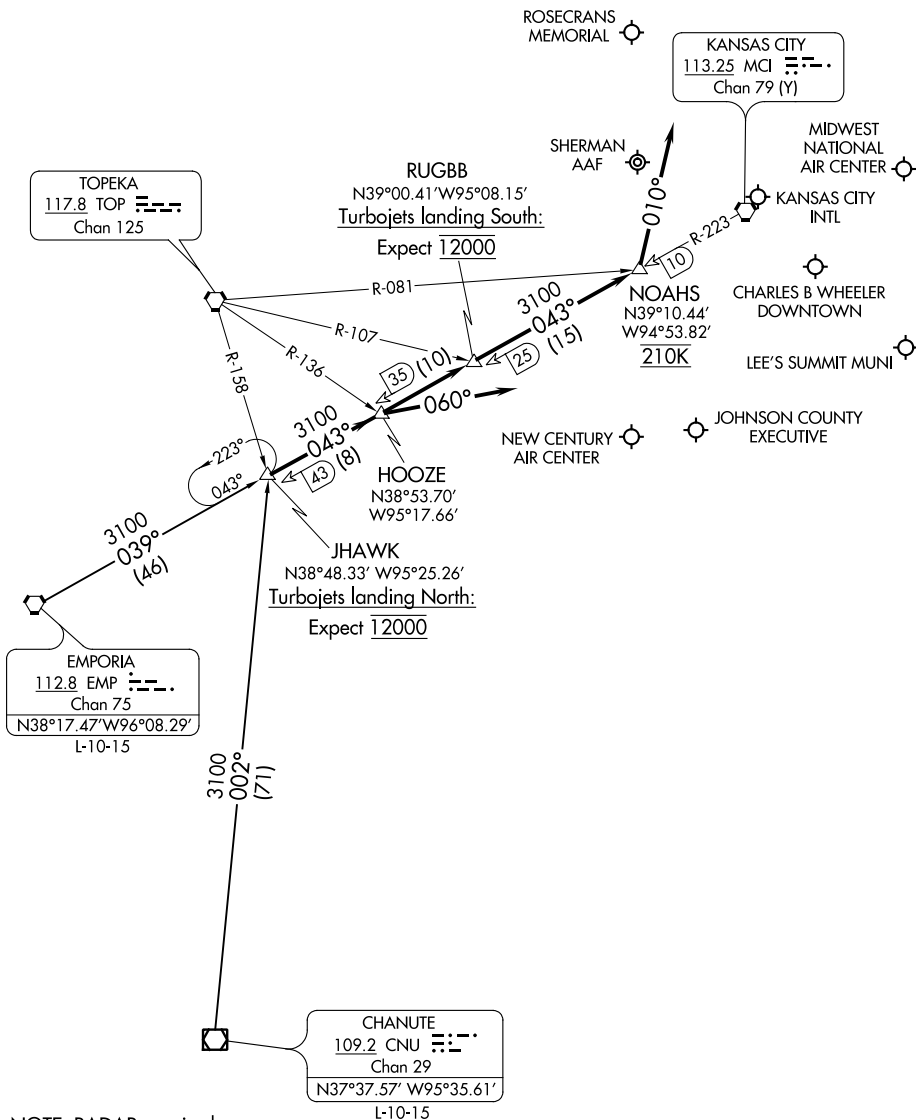 ROSECRANS
MEMORIAL
KANSAS CITY
113.25 MCI
Chan 79 (Y)
MIDWEST
NATIONAL
AIR CENTER
SHERMAN
AAF
010°
KANSAS CITY
INTL
R-223
10
TOPEKA
117.8 TOP
Chan 125
RUGBB
N39°00.41' W95°08.15'
Turbojets landing South:
Expect 12000
R-081
NOAHS
N39°10.44'
W94°53.82'
210K
CHARLES B WHEELER
DOWNTOWN
LEE'S SUMMIT MUNI
R-107
3100
043°
(15)
25
R-136
35
(10)
R-158
060°
3100
043°
(8)
43
NEW CENTURY
AIR CENTER
JOHNSON COUNTY
EXECUTIVE
HOOZE
N38°53.70'
W95°17.66'
223°
043°
3100
039°
(46)
JHAWK
N38°48.33' W95°25.26'
Turbojets landing North:
Expect 12000
EMPORIA
112.8 EMP
Chan 75
N38°17.47' W96°08.29'
L-10-15
3100
002°
(71)
CHANUTE
109.2 CNU
Chan 29
N37°37.57' W95°35.61'
L-10-15